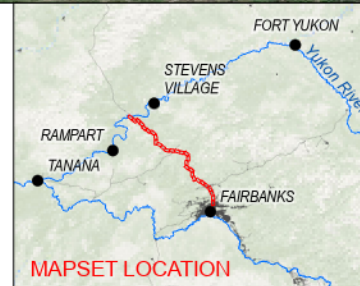 FORT YUKON
Yukon River
STEVENS
VILLAGE
RAMPART
TANANA
FAIRBANKS
MAPSET LOCATION